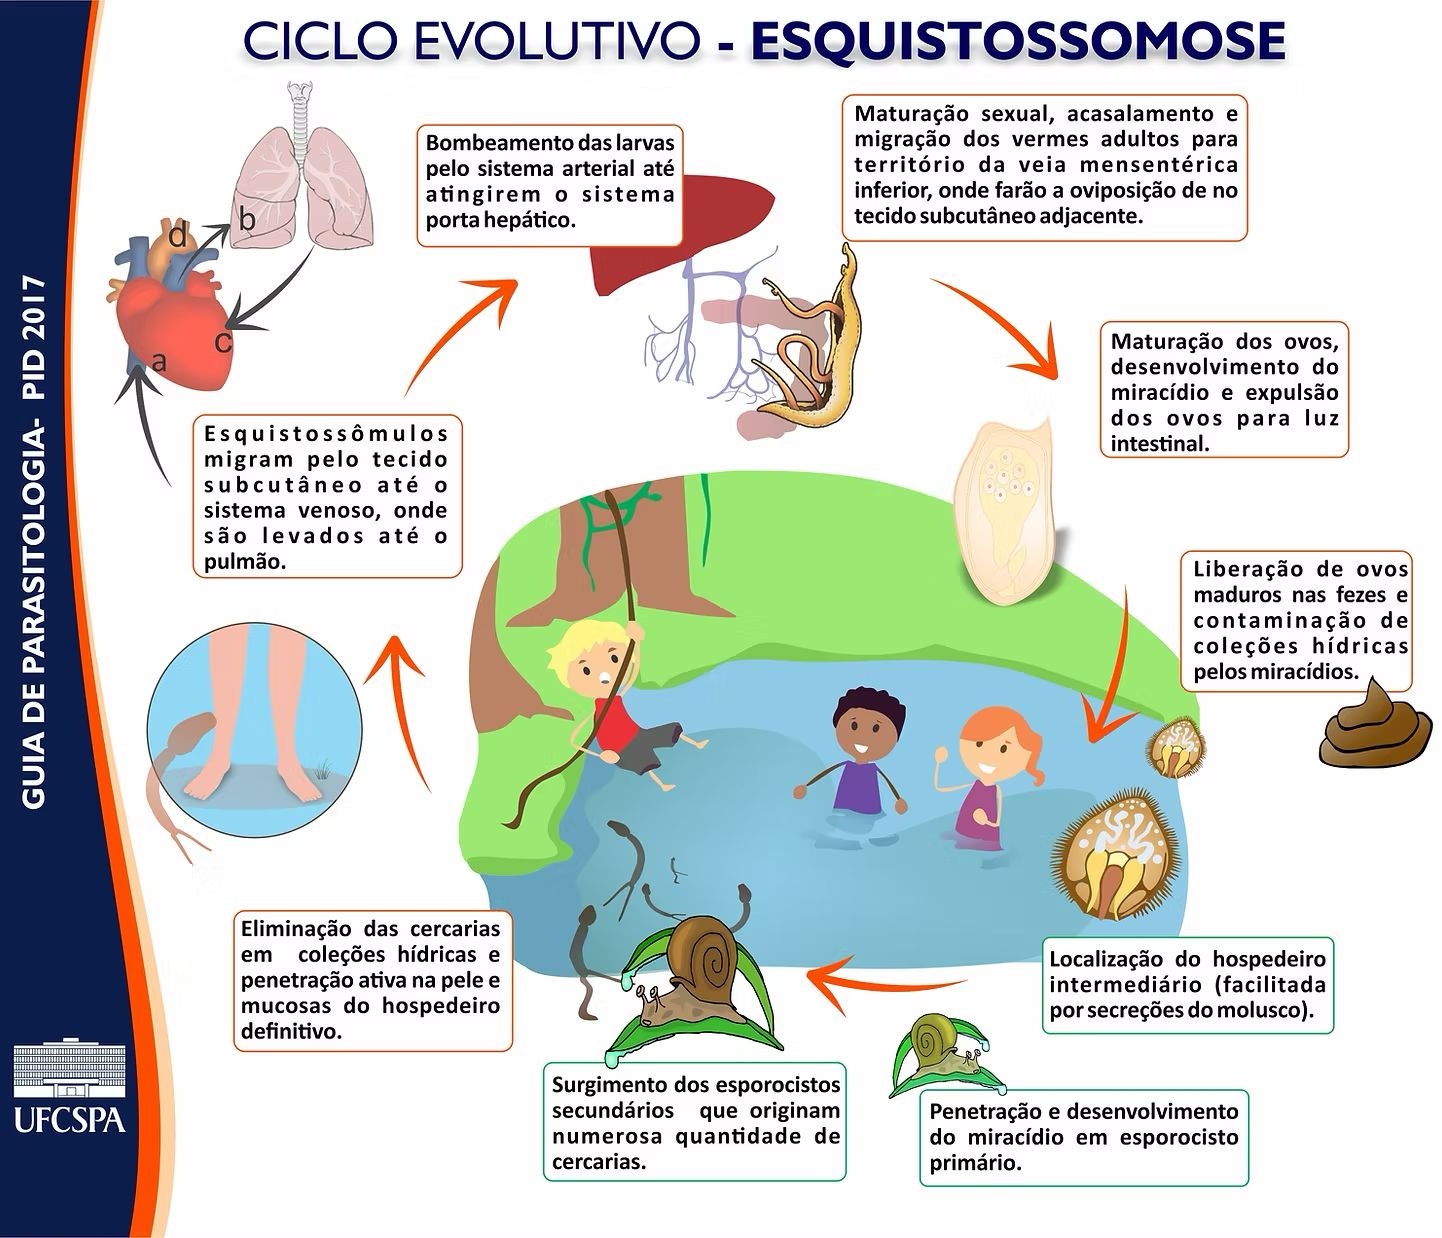 CICLO EVOLUTIVO - ESQUISTOSSOMOSE
GUIA DE PARASITOLOGIA- PID 2017
UFCSPA
Bombeamento das larvas
pelo sistema arterial até
atingirem o sistema
porta hepático.
Maturação sexual, acasalamento e
migração dos vermes adultos para
território da veia mensentérica
inferior, onde farão a oviposição de no
tecido subcutâneo adjacente.
d
b
c
a
Maturação dos ovos,
desenvolvimento do
miracídio e expulsão
dos ovos para luz
intestinal.
Esquistossômulos
migram pelo tecido
subcutâneo até o
sistema venoso, onde
são levados até o
pulmão.
Liberação de ovos
maduros nas fezes e
contaminação de
coleções hídricas
pelos miracídios.
Eliminação das cercarias
em coleções hídricas e
penetração ativa na pele e
mucosas do hospedeiro
definitivo.
Localização do hospedeiro
intermediário (facilitada
por secreções do molusco).
Surgimento dos esporocistos
secundários que originam
numerosa quantidade de
cercarias.
Penetração e desenvolvimento
do miracídio em esporocisto
primário.